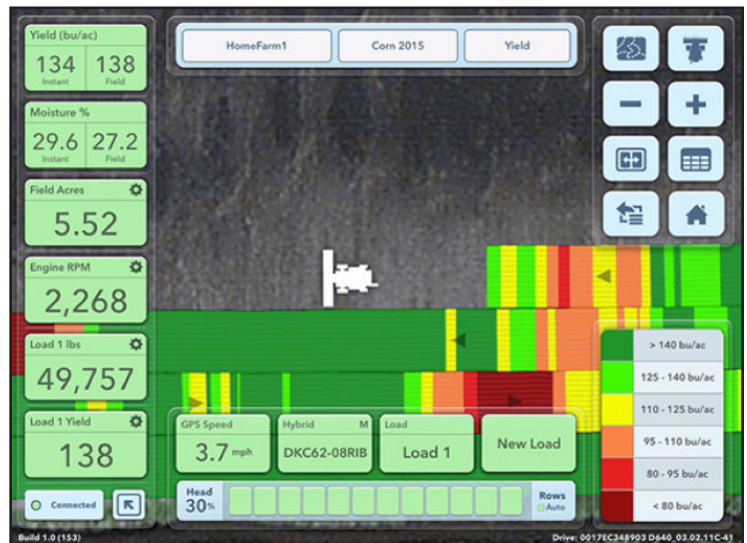 Yield (bu/ac)
134 138
Instant Field
Moisture %
29.6 27.2
Instant Field
Field Acres
5.52
Engine RPM
2,268
Load 1 lbs
49,757
Load 1 Yield
138
Connected
HomeFarm1 Corn 2015 Yield
> 140 bu/ac
125 - 140 bu/ac
110 - 125 bu/ac
95 - 110 bu/ac
80 - 95 bu/ac
< 80 bu/ac
GPS Speed
3.7 mph
Hybrid M
DKC62-08RIB
Load
Load 1
New Load
Head
30%
Rows
Auto
Build 1.0 (153)
Drive: 0017EC348903 D640_03.02.11C-41